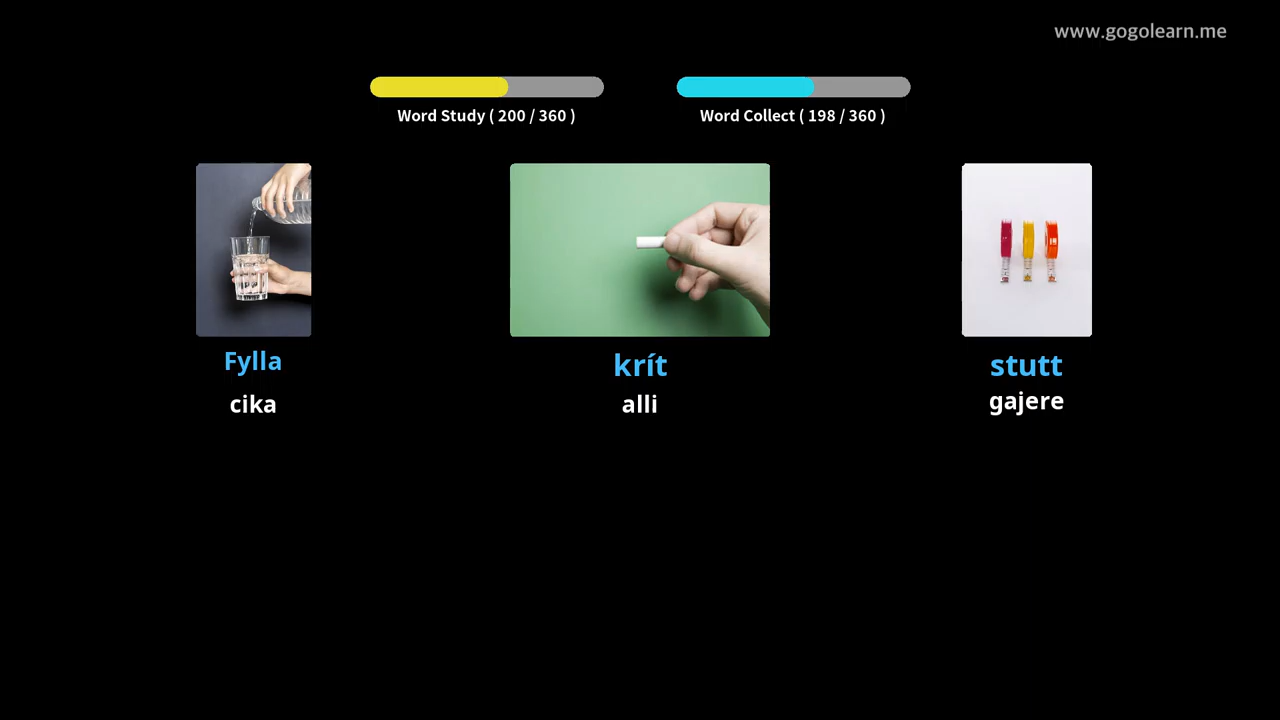 www.gogolearn.me
Word Study ( 200 / 360 )
Word Collect ( 198 / 360 )
Fylla
krít
stutt
cika
alli
gajere